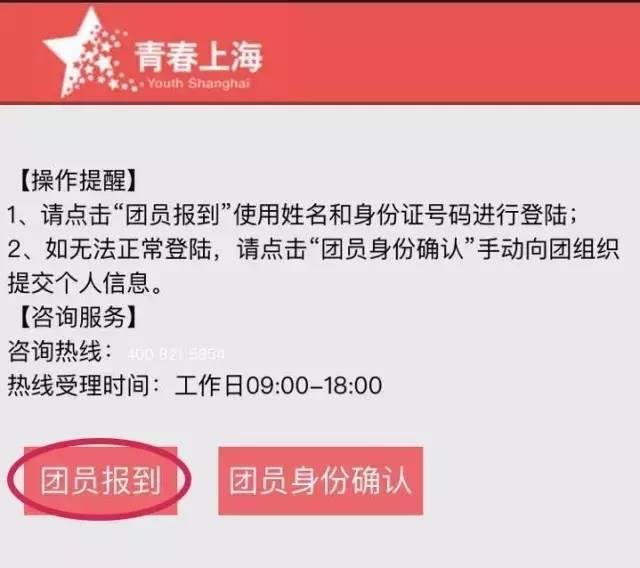 青春上海
Youth Shanghai
【操作提醒】
1、请点击“团员报到”使用姓名和身份证号码进行登陆；
2、如无法正常登陆，请点击“团员身份确认”手动向团组织
提交个人信息。
【咨询服务】
咨询热线：400 821 5854
热线受理时间：工作日09:00-18:00
团员报到
团员身份确认